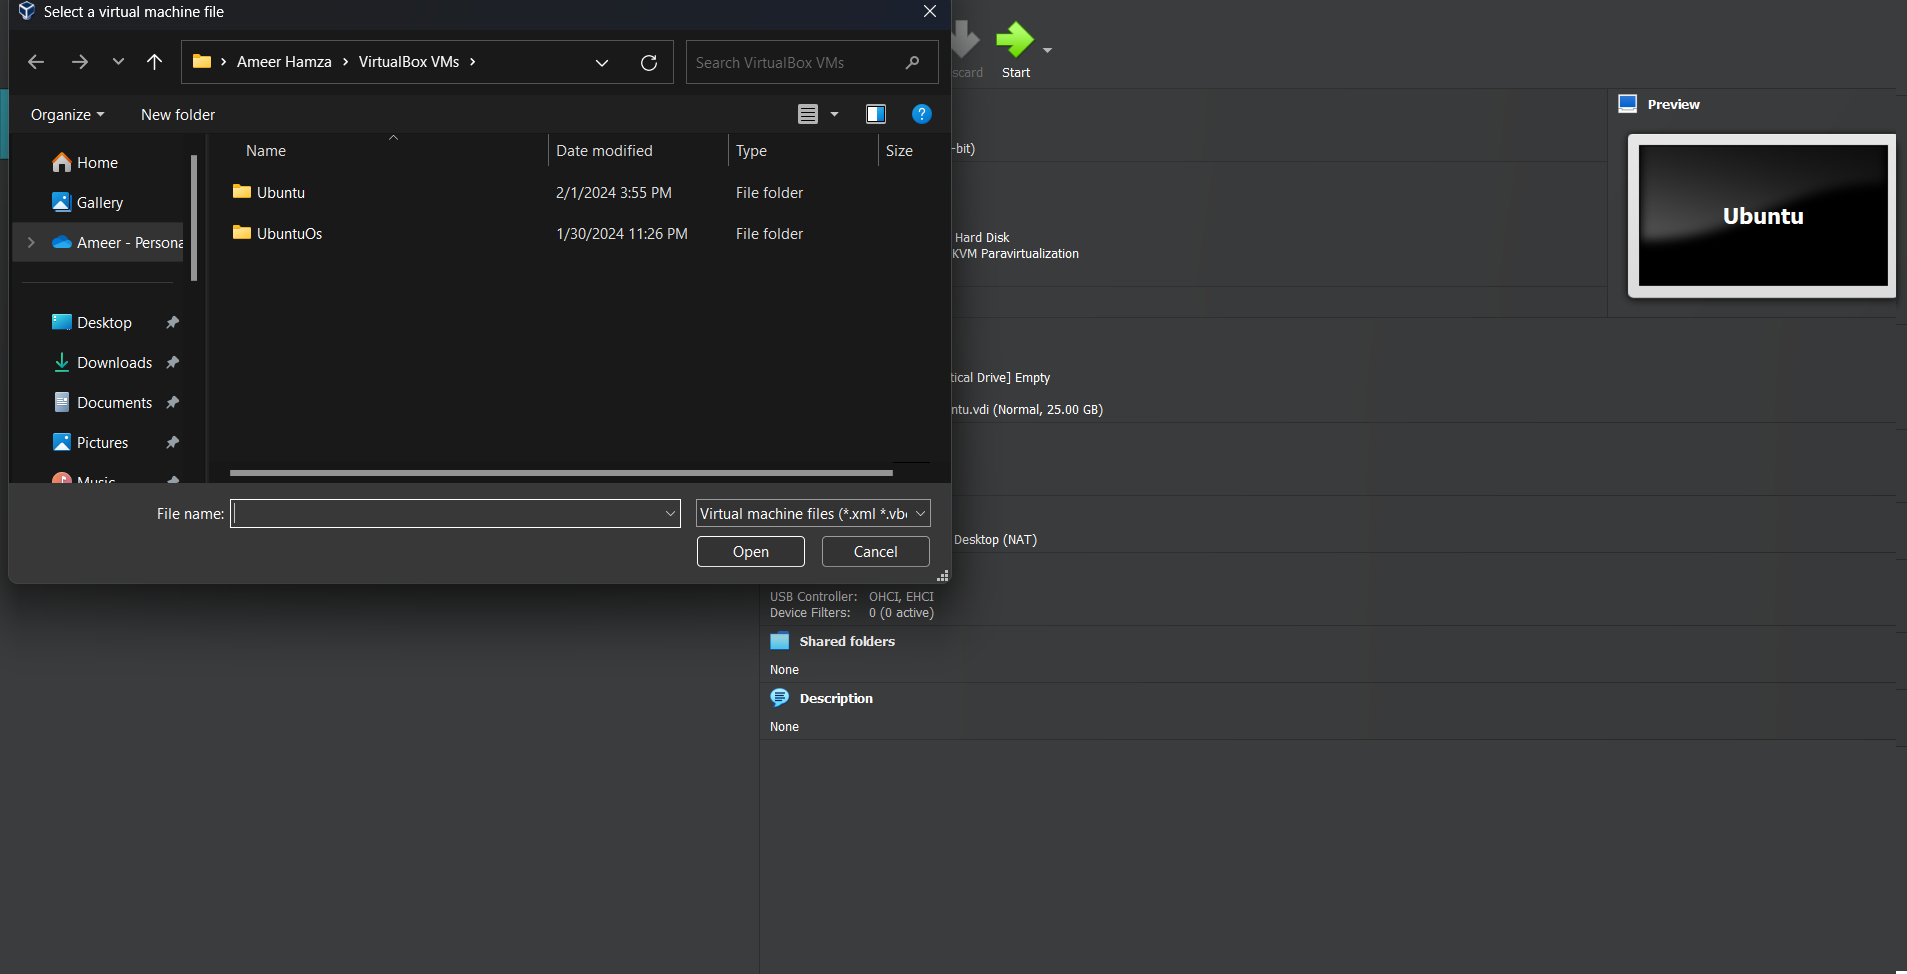 Select a virtual machine file
Ameer Hamza > VirtualBox VMs >
Search VirtualBox VMs
Organize
New folder
Name
Date modified
Type
Size
Home
Gallery
Ameer - Persona
Desktop
Downloads
Documents
Pictures
Music
Ubuntu 2/1/2024 3:55 PM File folder
UbuntuOs 1/30/2024 11:26 PM File folder
File name:
Virtual machine files (*.xml *.vb
Open
Cancel
scard
Start
-bit)
Hard Disk
KVM Paravirtualization
Preview
Ubuntu
tical Drive] Empty
ntu.vdi (Normal, 25.00 GB)
Desktop (NAT)
USB Controller: OHCI, EHCI
Device Filters: 0 (0 active)
Shared folders
None
Description
None